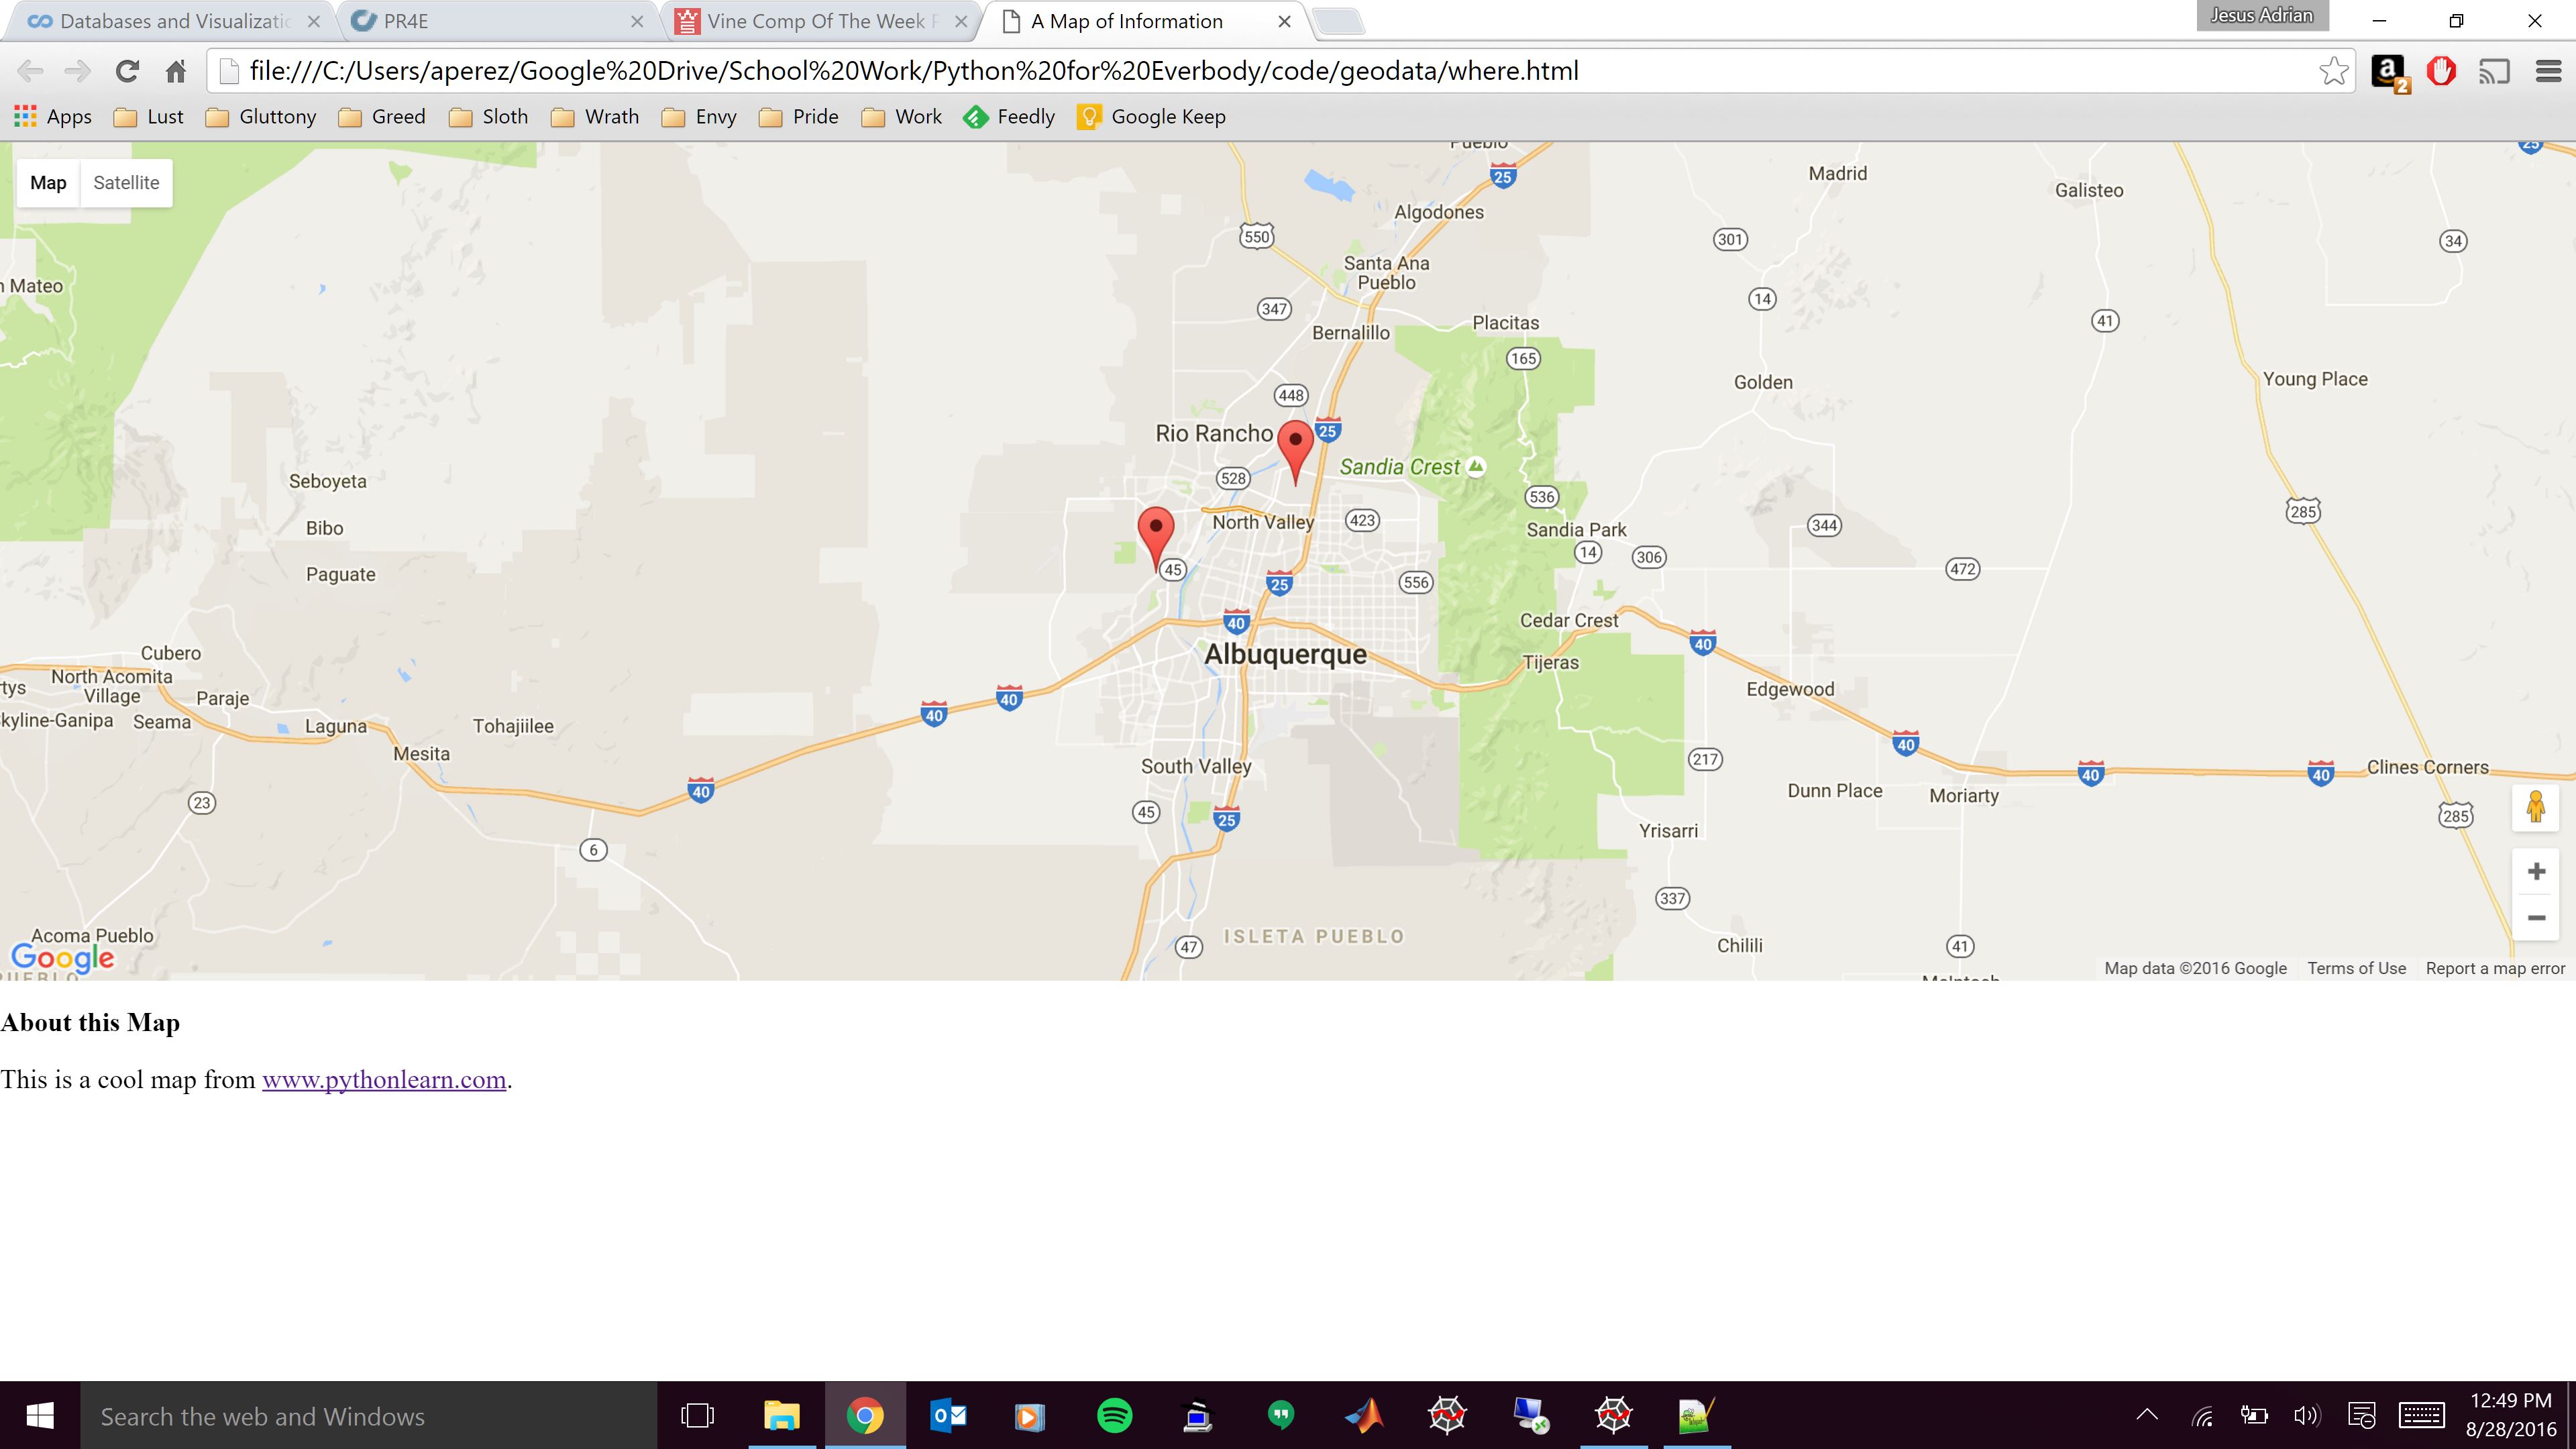 Databases and Visualizatic
PR4E
Vine Comp Of The Week F
A Map of Information
Jesus Adrian
file:///C:/Users/aperez/Google%20Drive/School%20Work/Python%20for%20Everbody/code/geodata/where.html
a 2
Apps Lust Gluttony Greed Sloth Wrath Envy Pride Work Feedly Google Keep
Map Satellite
Pueblo
25
25
Madrid
Galisteo
Algodones
550
301
34
Santa Ana
Pueblo
n Mateo
14
347
41
Placitas
Bernalillo
165
Young Place
Golden
448
Rio Rancho
25
Sandia Crest
528
Seboyeta
536
285
North Valley
423
344
Bibo
Sandia Park
14
306
45
472
Paguate
25
556
40
Cedar Crest
40
Cubero
Albuquerque
Tijeras
North Acomita
Village
rtys
Edgewood
Paraje
40
40
kyline-Ganipa
Seama
Laguna
Tohajiilee
40
Mesita
217
South Valley
Clines Corners
40
40
40
Dunn Place
Moriarty
23
45
25
285
Yrisarri
6
337
Acoma Pueblo
ISLETA PUEBLO
47
Chilili
41
Google
PUEBLO
McIntosh
Map data ©2016 Google Terms of Use Report a map error
About this Map
This is a cool map from www.pythonlearn.com.
Search the web and Windows
12:49 PM
8/28/2016